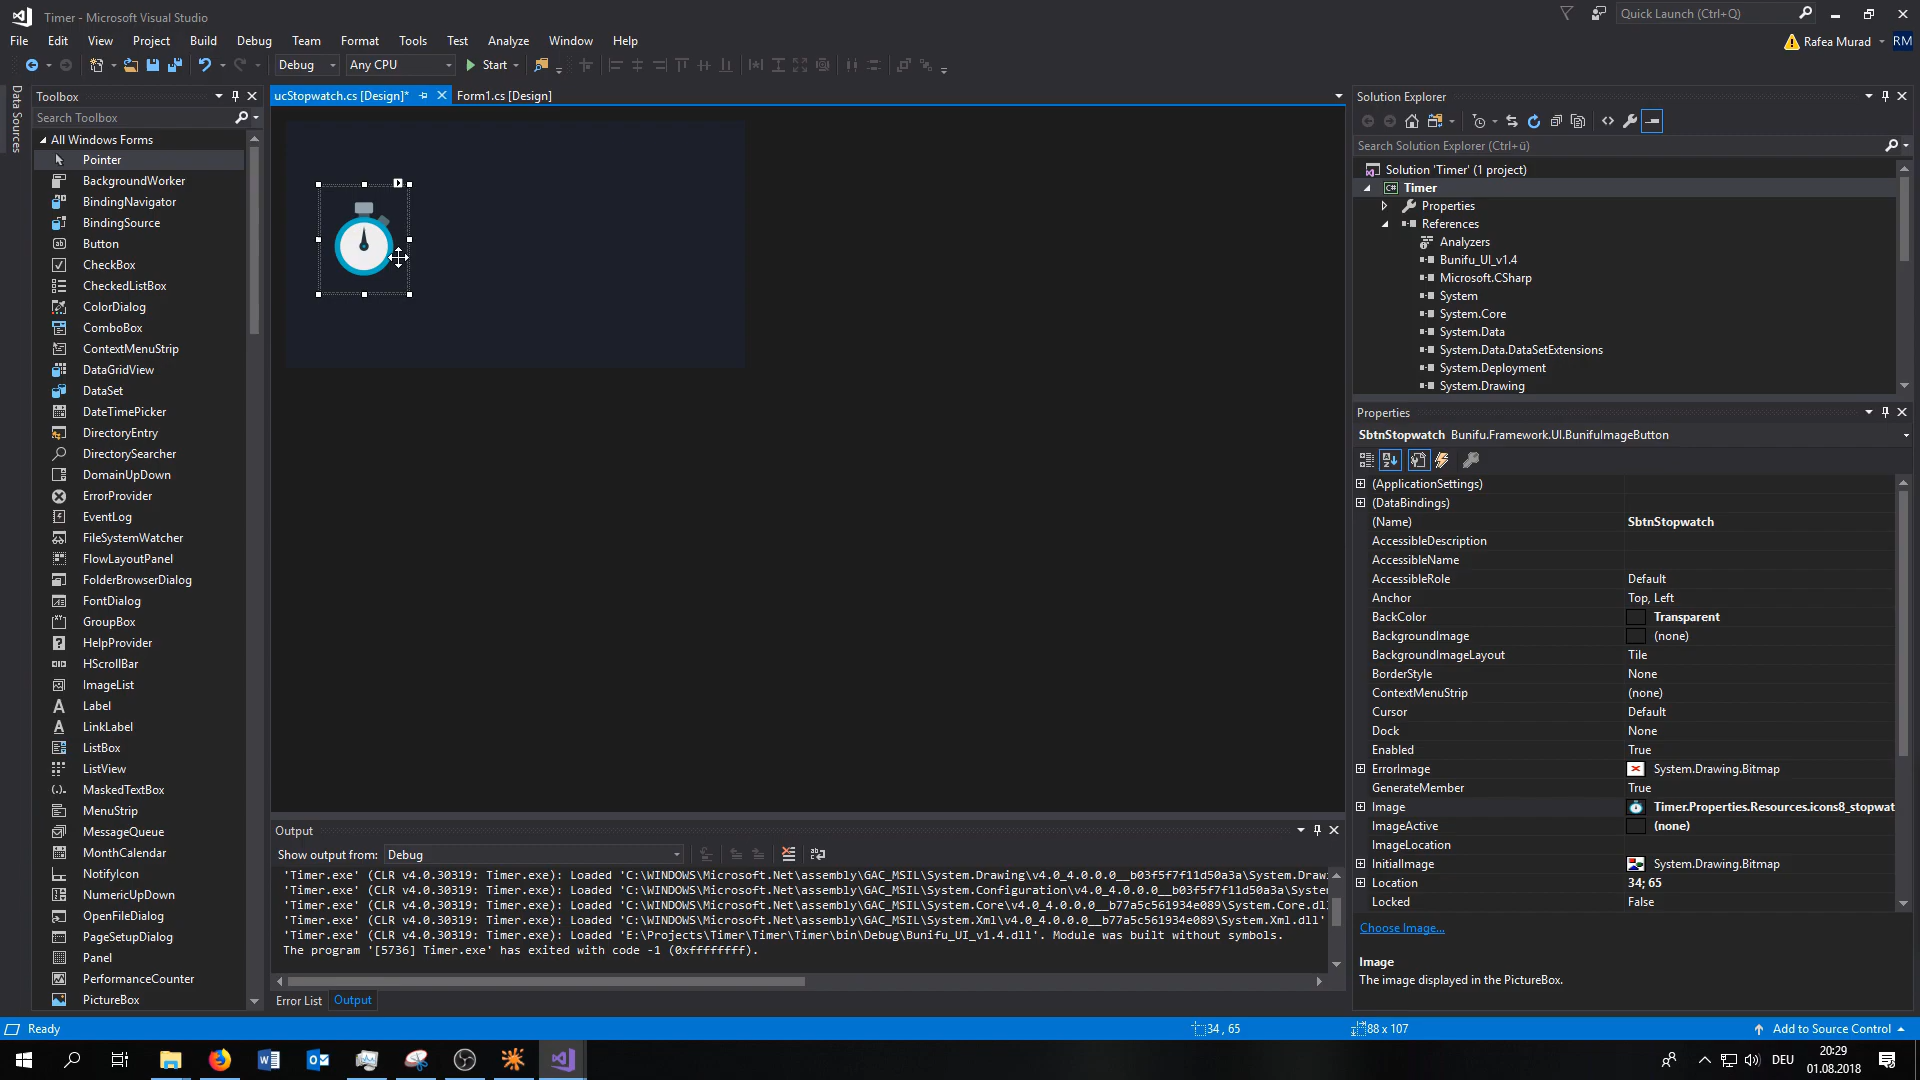 Timer - Microsoft Visual Studio
Quick Launch (Ctrl+Q)
File Edit View Project Build Debug Team Format Tools Test Analyze Window Help
Rafea Murad RM
Debug Any CPU Start
Data Sources
Toolbox
Search Toolbox
All Windows Forms
Pointer
BackgroundWorker
BindingNavigator
BindingSource
Button
CheckBox
CheckedListBox
ColorDialog
ComboBox
ContextMenuStrip
DataGridView
DataSet
DateTimePicker
DirectoryEntry
DirectorySearcher
DomainUpDown
ErrorProvider
EventLog
FileSystemWatcher
FlowLayoutPanel
FolderBrowserDialog
FontDialog
GroupBox
HelpProvider
HScrollBar
ImageList
Label
LinkLabel
ListBox
ListView
MaskedTextBox
MenuStrip
MessageQueue
MonthCalendar
NotifyIcon
NumericUpDown
OpenFileDialog
PageSetupDialog
Panel
PerformanceCounter
PictureBox
ucStopwatch.cs [Design]* Form1.cs [Design]
Output
Show output from: Debug
'Timer.exe' (CLR v4.0.30319: Timer.exe): Loaded 'C:\WINDOWS\Microsoft.Net\assembly\GAC_MSIL\System.Drawing\v4.0_4.0.0.0__b03f5f7f11d50a3a\System.Drawi
'Timer.exe' (CLR v4.0.30319: Timer.exe): Loaded 'C:\WINDOWS\Microsoft.Net\assembly\GAC_MSIL\System.Configuration\v4.0_4.0.0.0__b03f5f7f11d50a3a\System
'Timer.exe' (CLR v4.0.30319: Timer.exe): Loaded 'C:\WINDOWS\Microsoft.Net\assembly\GAC_MSIL\System.Core\v4.0_4.0.0.0__b77a5c561934e089\System.Core.dll
'Timer.exe' (CLR v4.0.30319: Timer.exe): Loaded 'C:\WINDOWS\Microsoft.Net\assembly\GAC_MSIL\System.Xml\v4.0_4.0.0.0__b77a5c561934e089\System.Xml.dll'
'Timer.exe' (CLR v4.0.30319: Timer.exe): Loaded 'E:\Projects\Timer\Timer\Timer\bin\Debug\Bunifu_UI_v1.4.dll'. Module was built without symbols.
The program '[5736] Timer.exe' has exited with code -1 (0xffffffff).
Error List Output
Solution Explorer
Search Solution Explorer (Ctrl+ü)
Solution 'Timer' (1 project)
C# Timer
Properties
References
Analyzers
Bunifu_UI_v1.4
Microsoft.CSharp
System
System.Core
System.Data
System.Data.DataSetExtensions
System.Deployment
System.Drawing
Properties
SbtnStopwatch Bunifu.Framework.UI.BunifuImageButton
(ApplicationSettings)
(DataBindings)
(Name) SbtnStopwatch
AccessibleDescription
AccessibleName
AccessibleRole Default
Anchor Top, Left
BackColor Transparent
BackgroundImage (none)
BackgroundImageLayout Tile
BorderStyle None
ContextMenuStrip (none)
Cursor Default
Dock None
Enabled True
ErrorImage System.Drawing.Bitmap
GenerateMember True
Image Timer.Properties.Resources.icons8_stopwat
ImageActive (none)
ImageLocation
InitialImage System.Drawing.Bitmap
Location 34; 65
Locked False
Choose Image...
Image
The image displayed in the PictureBox.
Ready 34 , 65 88 x 107 Add to Source Control
DEU 20:29
01.08.2018